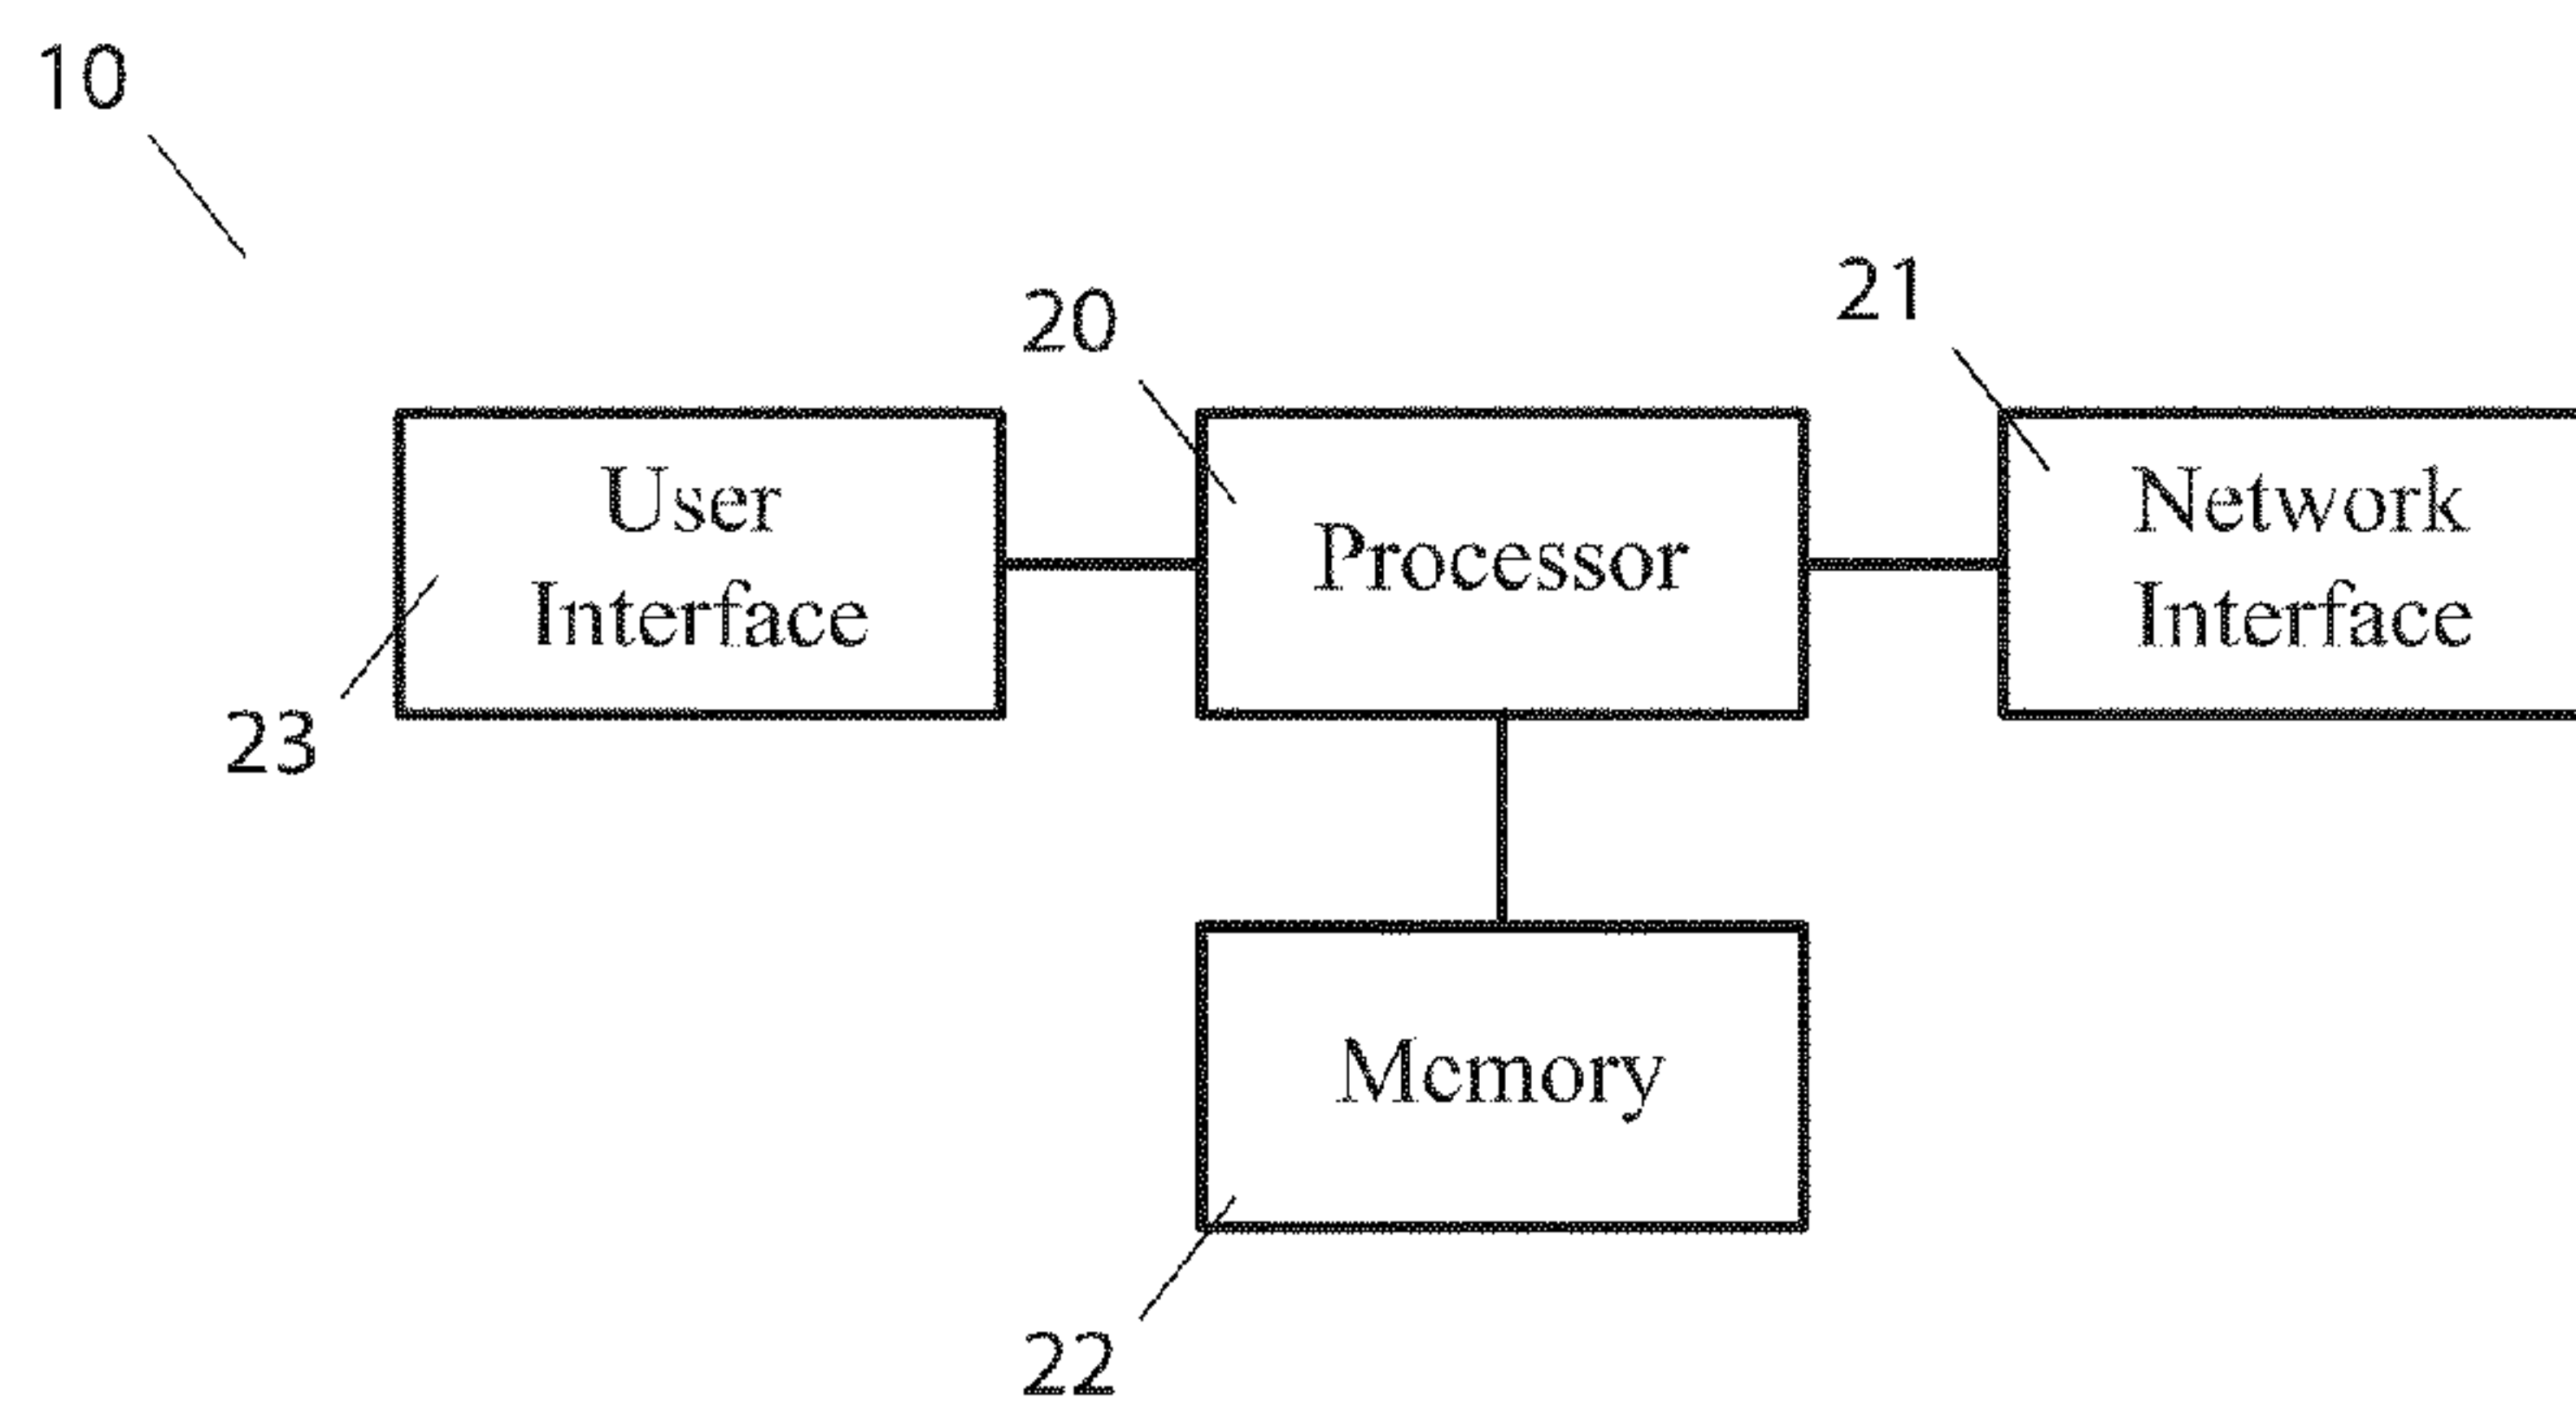 10
20
21
User
Interface
Processor
Network
Interface
23
Memory
22